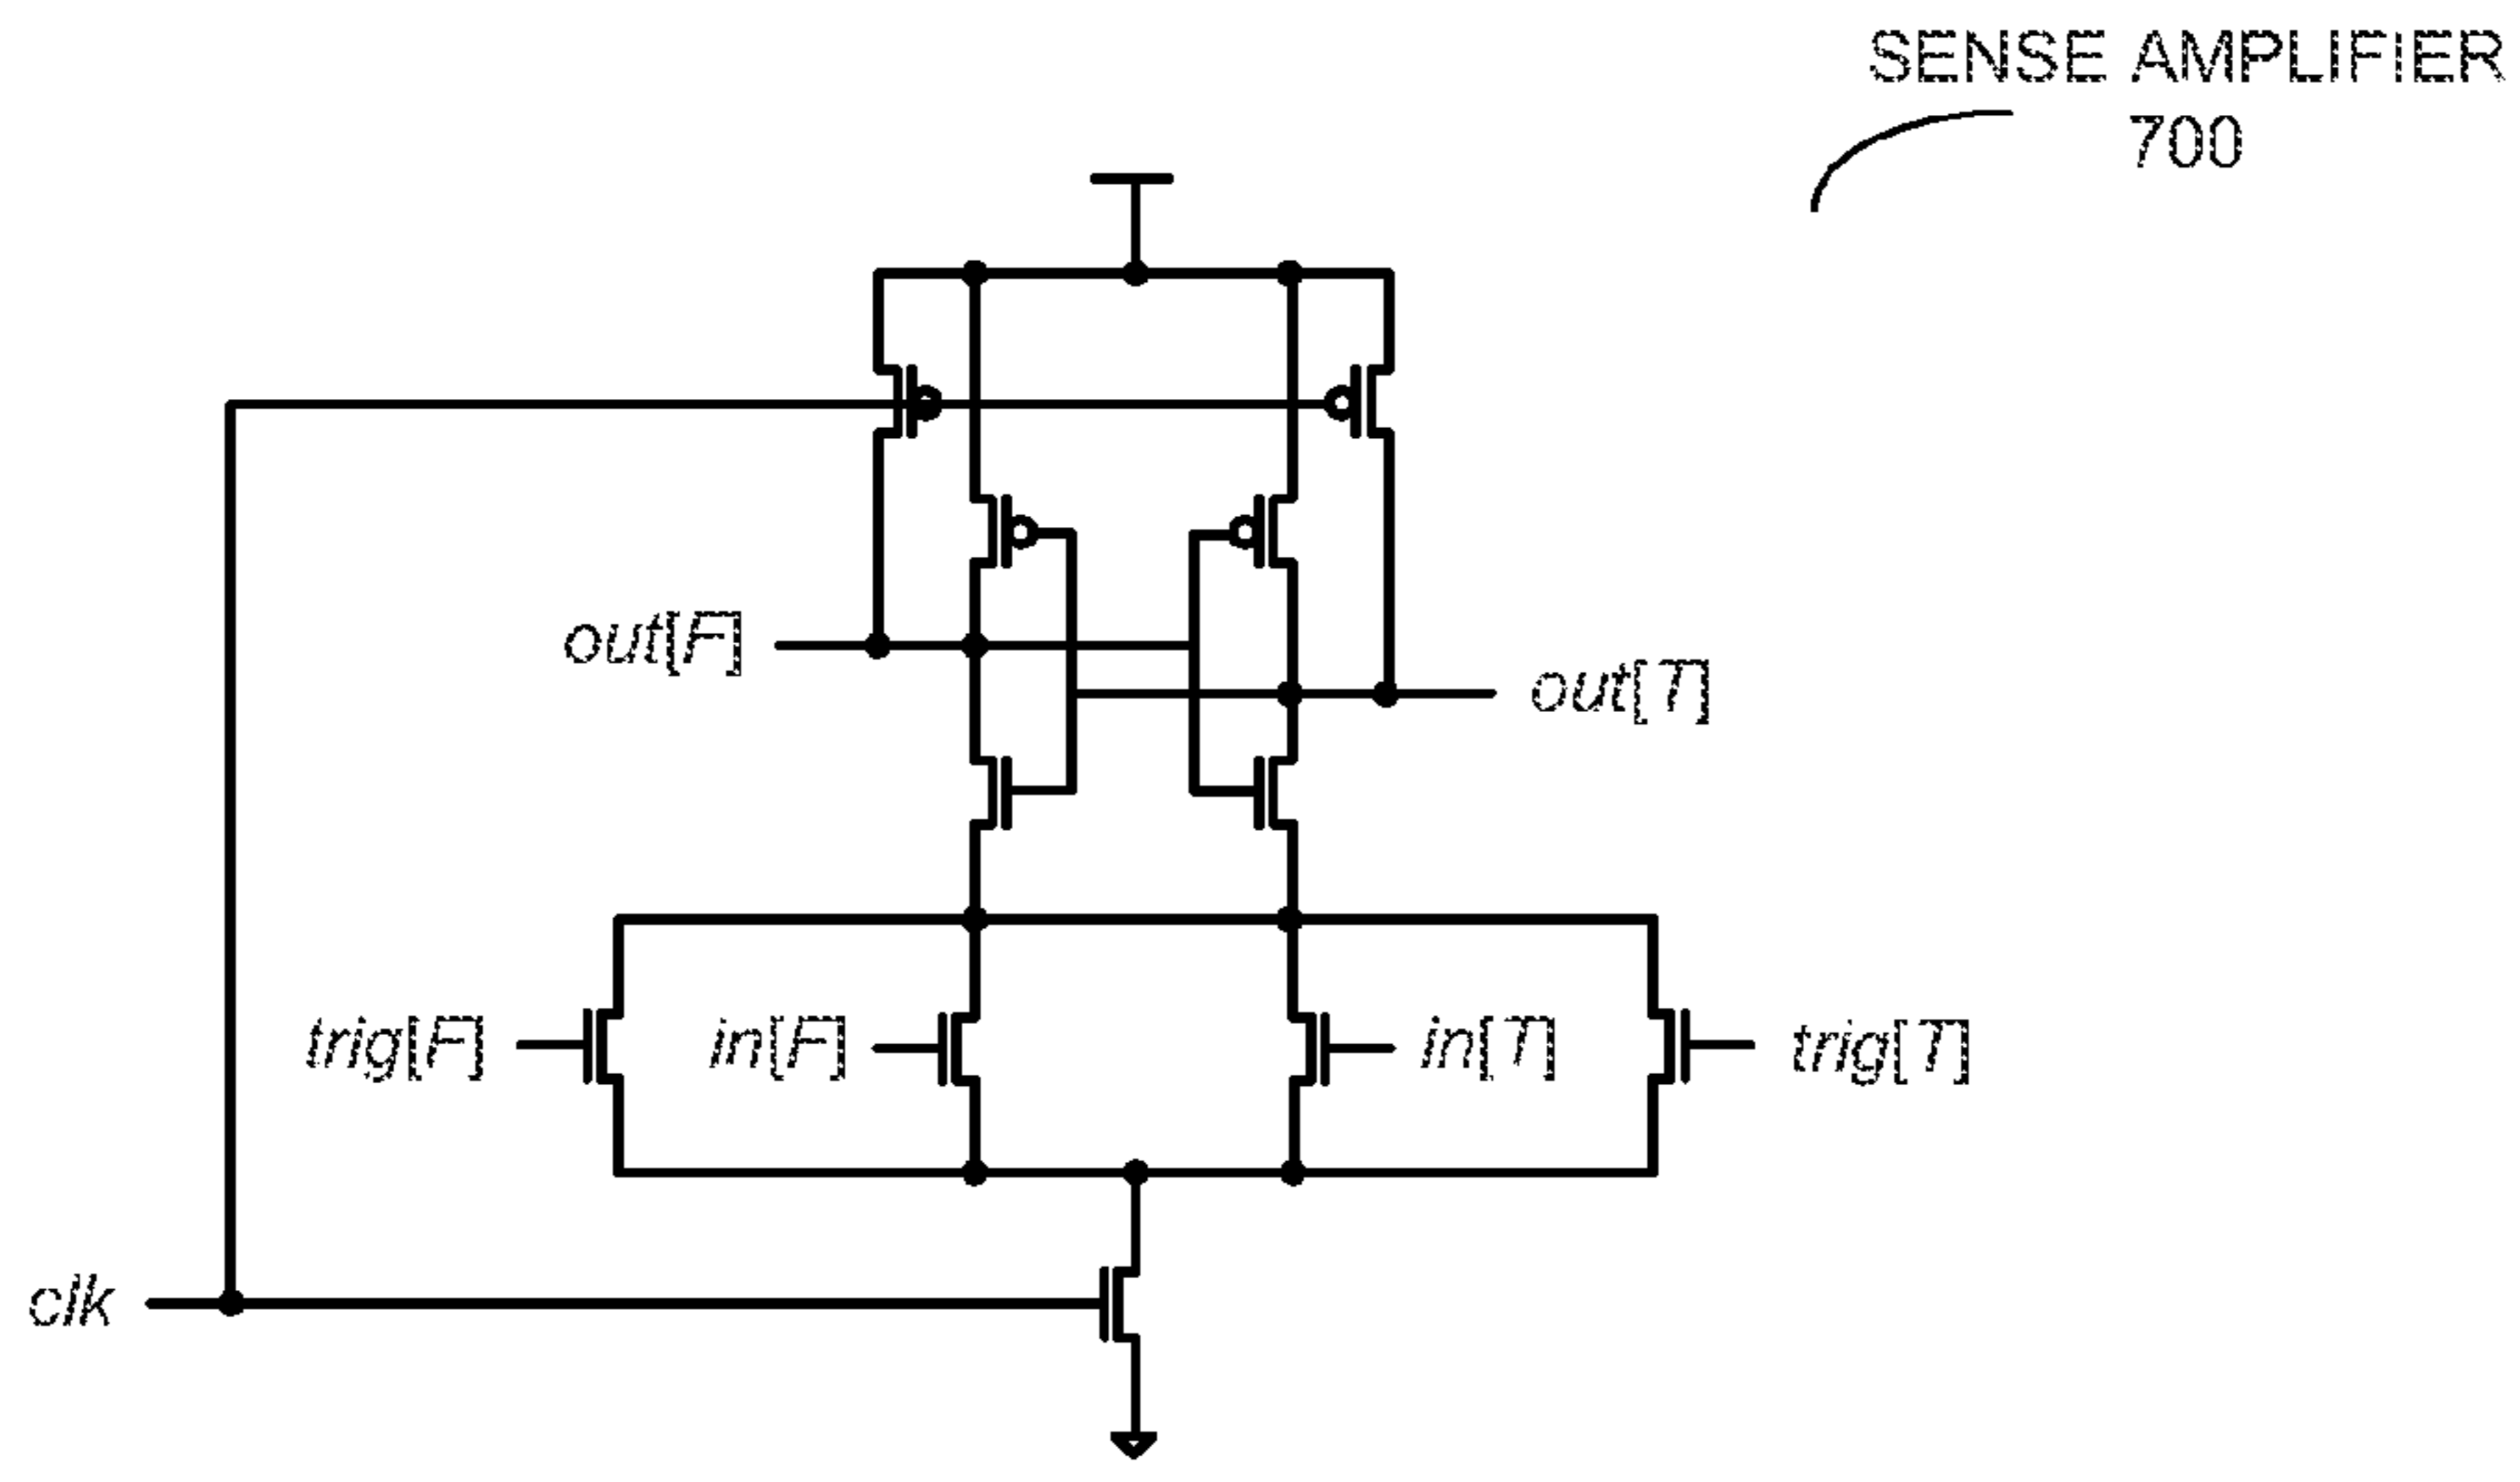 SENSE AMPLIFIER
700
out[F]
out[T]
trig[F]
in[F]
in[T]
trig[T]
clk